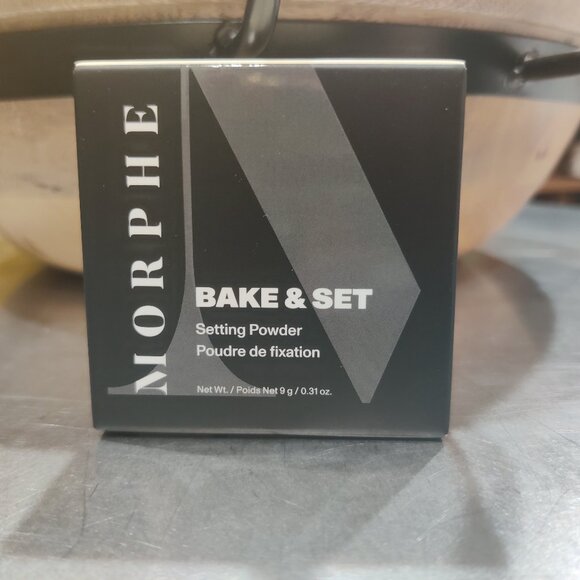 MORPHE
BAKE & SET
Setting Powder
Poudre de fixation
Net Wt. / Poids Net 9 g / 0.31 oz.